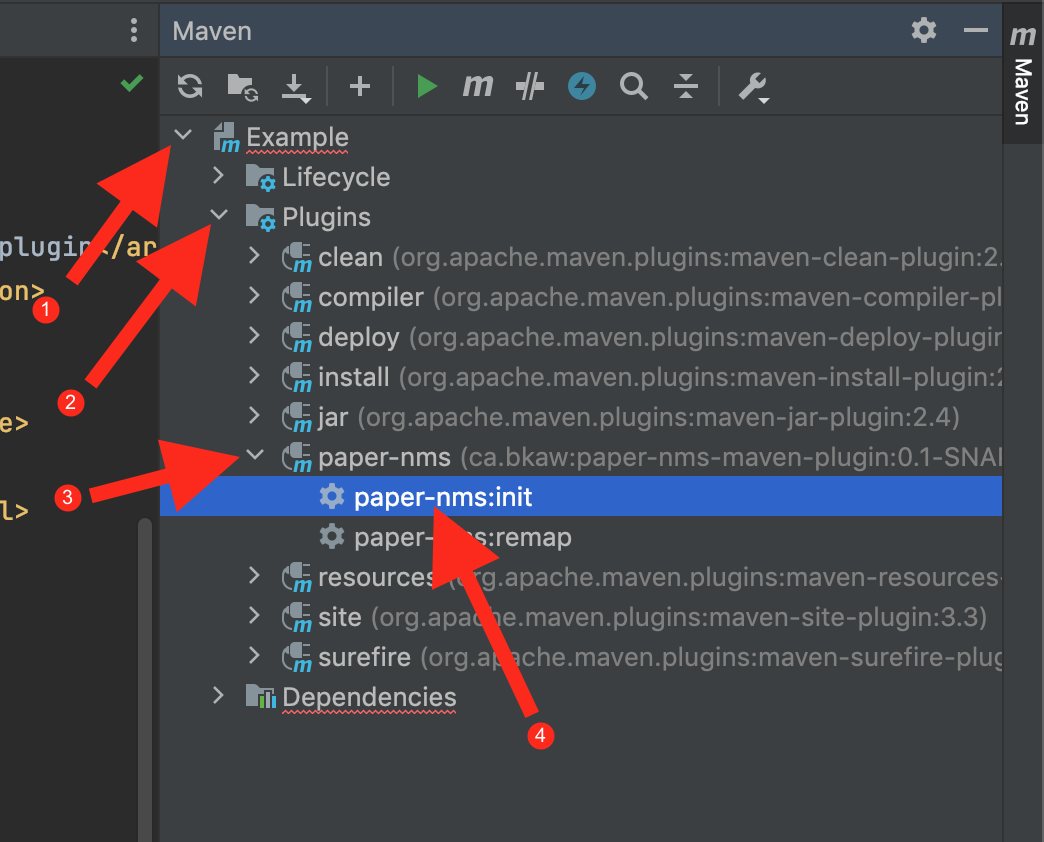 Maven
m
Maven
Example
Lifecycle
Plugins
plugin</ar
clean (org.apache.maven.plugins:maven-clean-plugin:2.
on>
compiler (org.apache.maven.plugins:maven-compiler-pl
1
deploy (org.apache.maven.plugins:maven-deploy-plugin
install (org.apache.maven.plugins:maven-install-plugin:2
2
jar (org.apache.maven.plugins:maven-jar-plugin:2.4)
e>
paper-nms (ca.bkaw:paper-nms-maven-plugin:0.1-SNAP
3
paper-nms:init
l>
paper-nms:remap
resources (org.apache.maven.plugins:maven-resources-
site (org.apache.maven.plugins:maven-site-plugin:3.3)
surefire (org.apache.maven.plugins:maven-surefire-plug
Dependencies
4